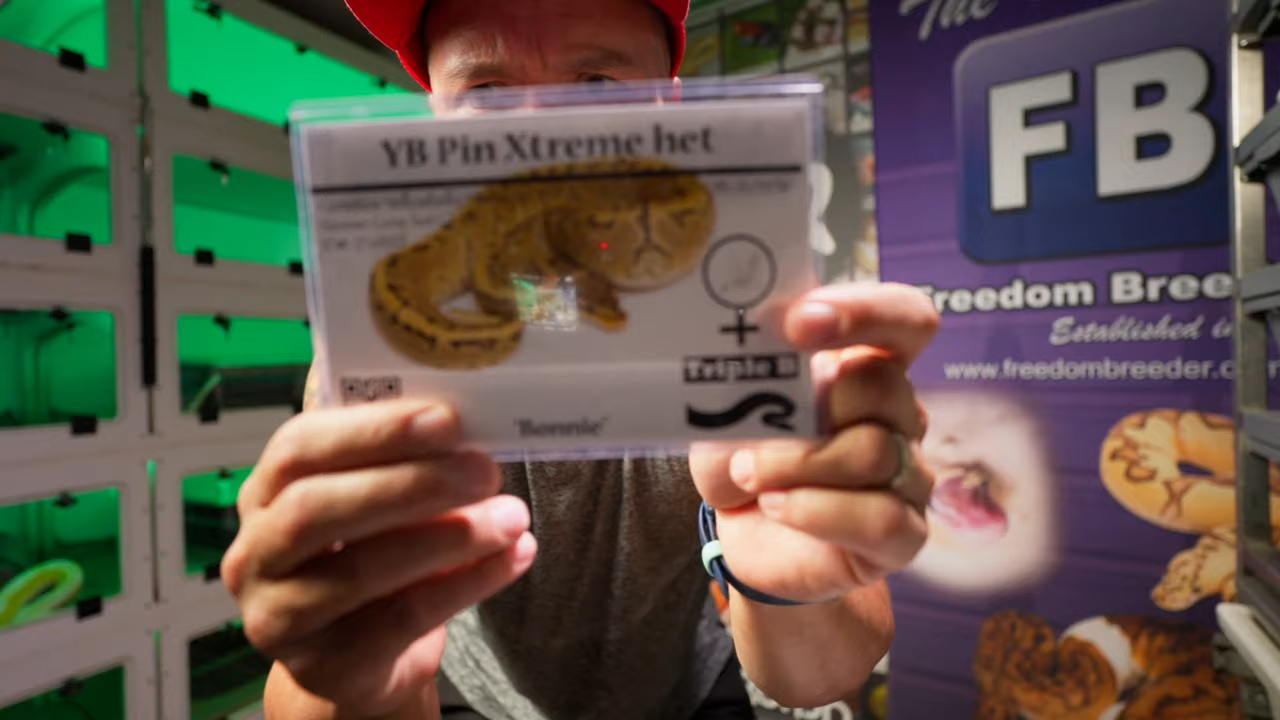 The
FB
Freedom Bree
Established in
www.freedombreeder.c
YB Pin Xtreme het
Triple B
'Bonnie'